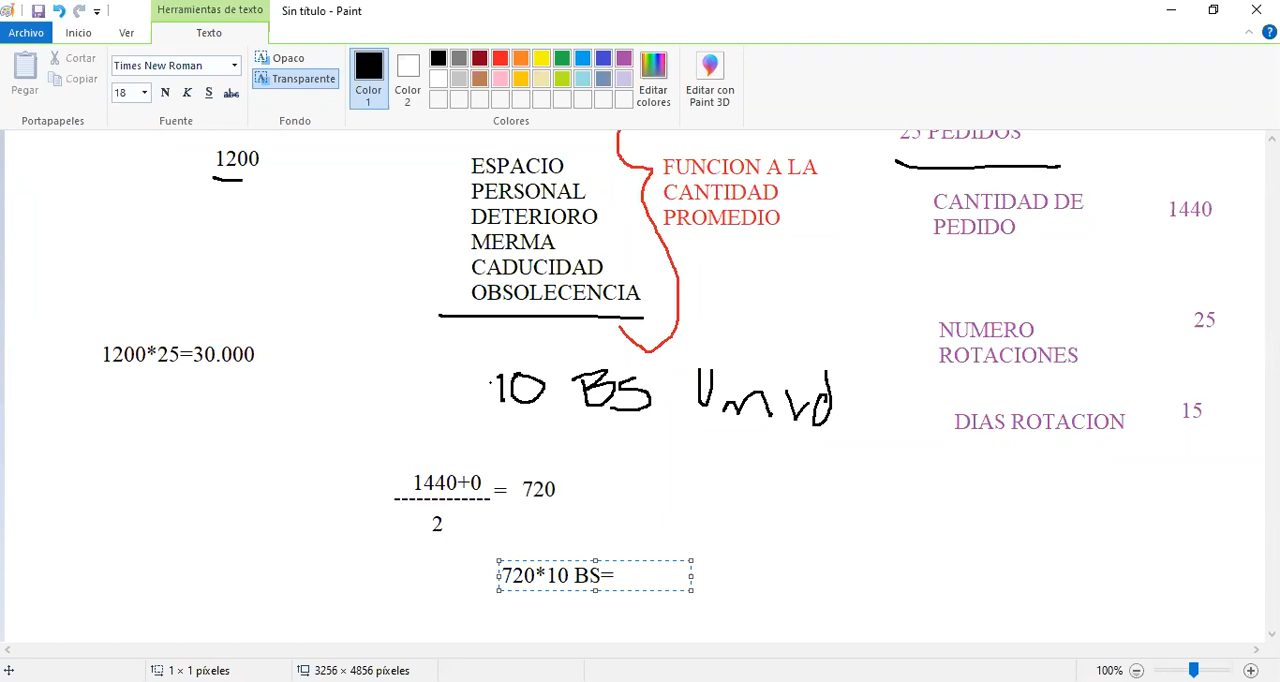 Herramientas de texto
Sin título - Paint
Archivo
Inicio
Ver
Texto
Pegar
Cortar
Copiar
Portapapeles
Times New Roman
18
N K S abc
Fuente
Opaco
Transparente
Fondo
Color 1
Color 2
Colores
Editar colores
Editar con Paint 3D
25 PEDIDOS
1200
ESPACIO
PERSONAL
DETERIORO
MERMA
CADUCIDAD
OBSOLECENCIA
FUNCION A LA
CANTIDAD
PROMEDIO
CANTIDAD DE
PEDIDO
1440
NUMERO
ROTACIONES
25
DIAS ROTACION
15
1200*25=30.000
10 BS
1440+0
= 720
2
720*10 BS=
1 × 1 píxeles
3256 × 4856 píxeles
100%